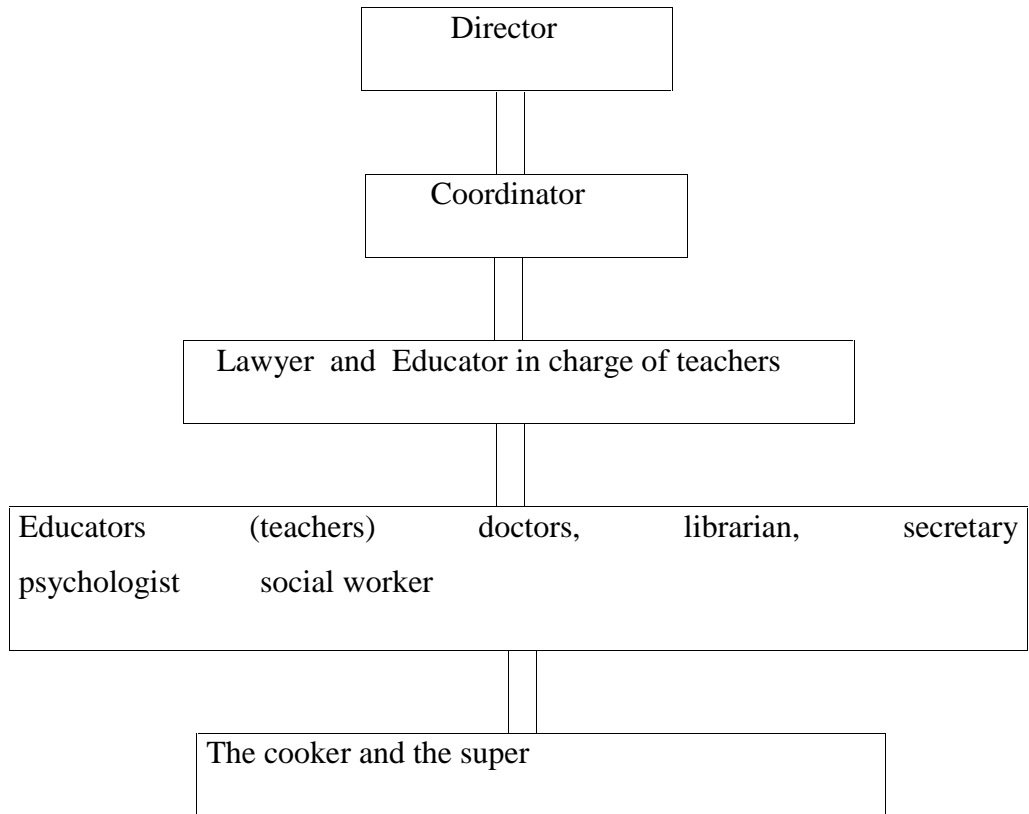 Director
Coordinator
Lawyer and Educator in charge of teachers
Educators (teachers) doctors, librarian, secretary
psychologist social worker
The cooker and the super